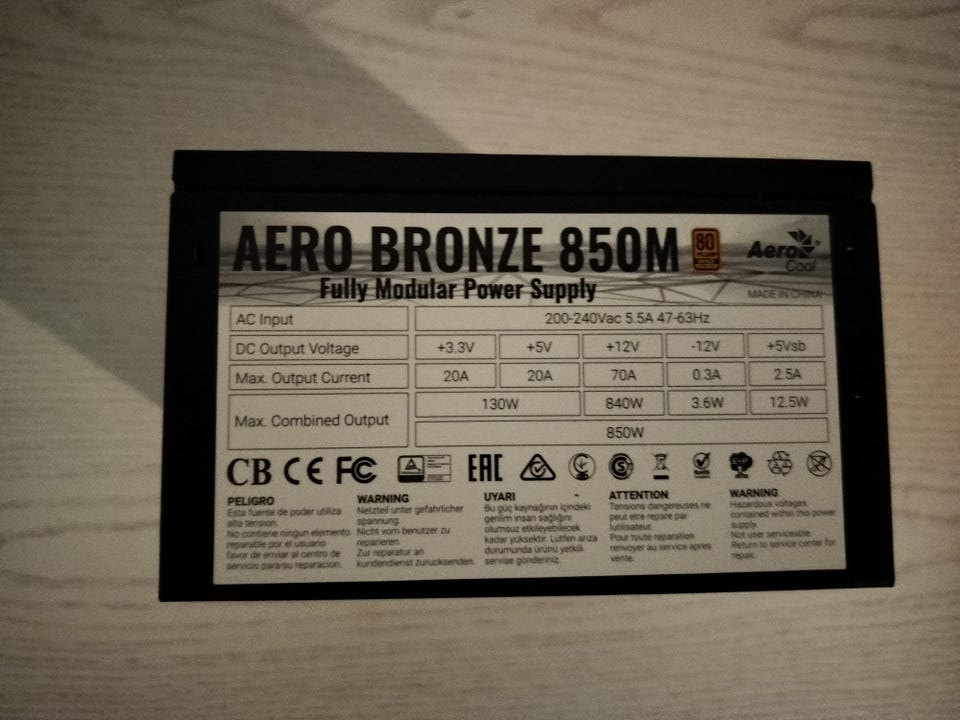 AERO BRONZE 850M
80 PLUS BRONZE
AeroCool
Fully Modular Power Supply
MADE IN CHINA
AC Input 200-240Vac 5.5A 47-63Hz
DC Output Voltage +3.3V +5V +12V -12V +5Vsb
Max. Output Current 20A 20A 70A 0.3A 2.5A
Max. Combined Output 130W 840W 3.6W 12.5W
850W
CB CE FC EAC
PELIGRO
Esta fuente de poder utiliza
alta tension.
No contiene ningun elemento
reparable por el usuario
favor de enviar al centro de
servicio para su reparacion.
WARNING
Netzteil unter gefahrlicher
spannung.
Nicht vom benutzer zu
reparieren.
Zur reparatur an
kundendienst zurucksenden.
UYARI
Bu güç kaynağının içindeki
gerilim insan sağlığını
olumsuz etkileyebilecek
kadar yüksektir. Lütfen arıza
durumunda ürünü yetkili
servise gönderiniz.
ATTENTION
Tensions dangereuses ne
peut etre repare par
lutilisateur.
Pour toute reparation
renvoyer au service apres
vente.
WARNING
Hazardous voltages
contained within this power
supply.
Not user serviceable.
Return to service center for
repair.